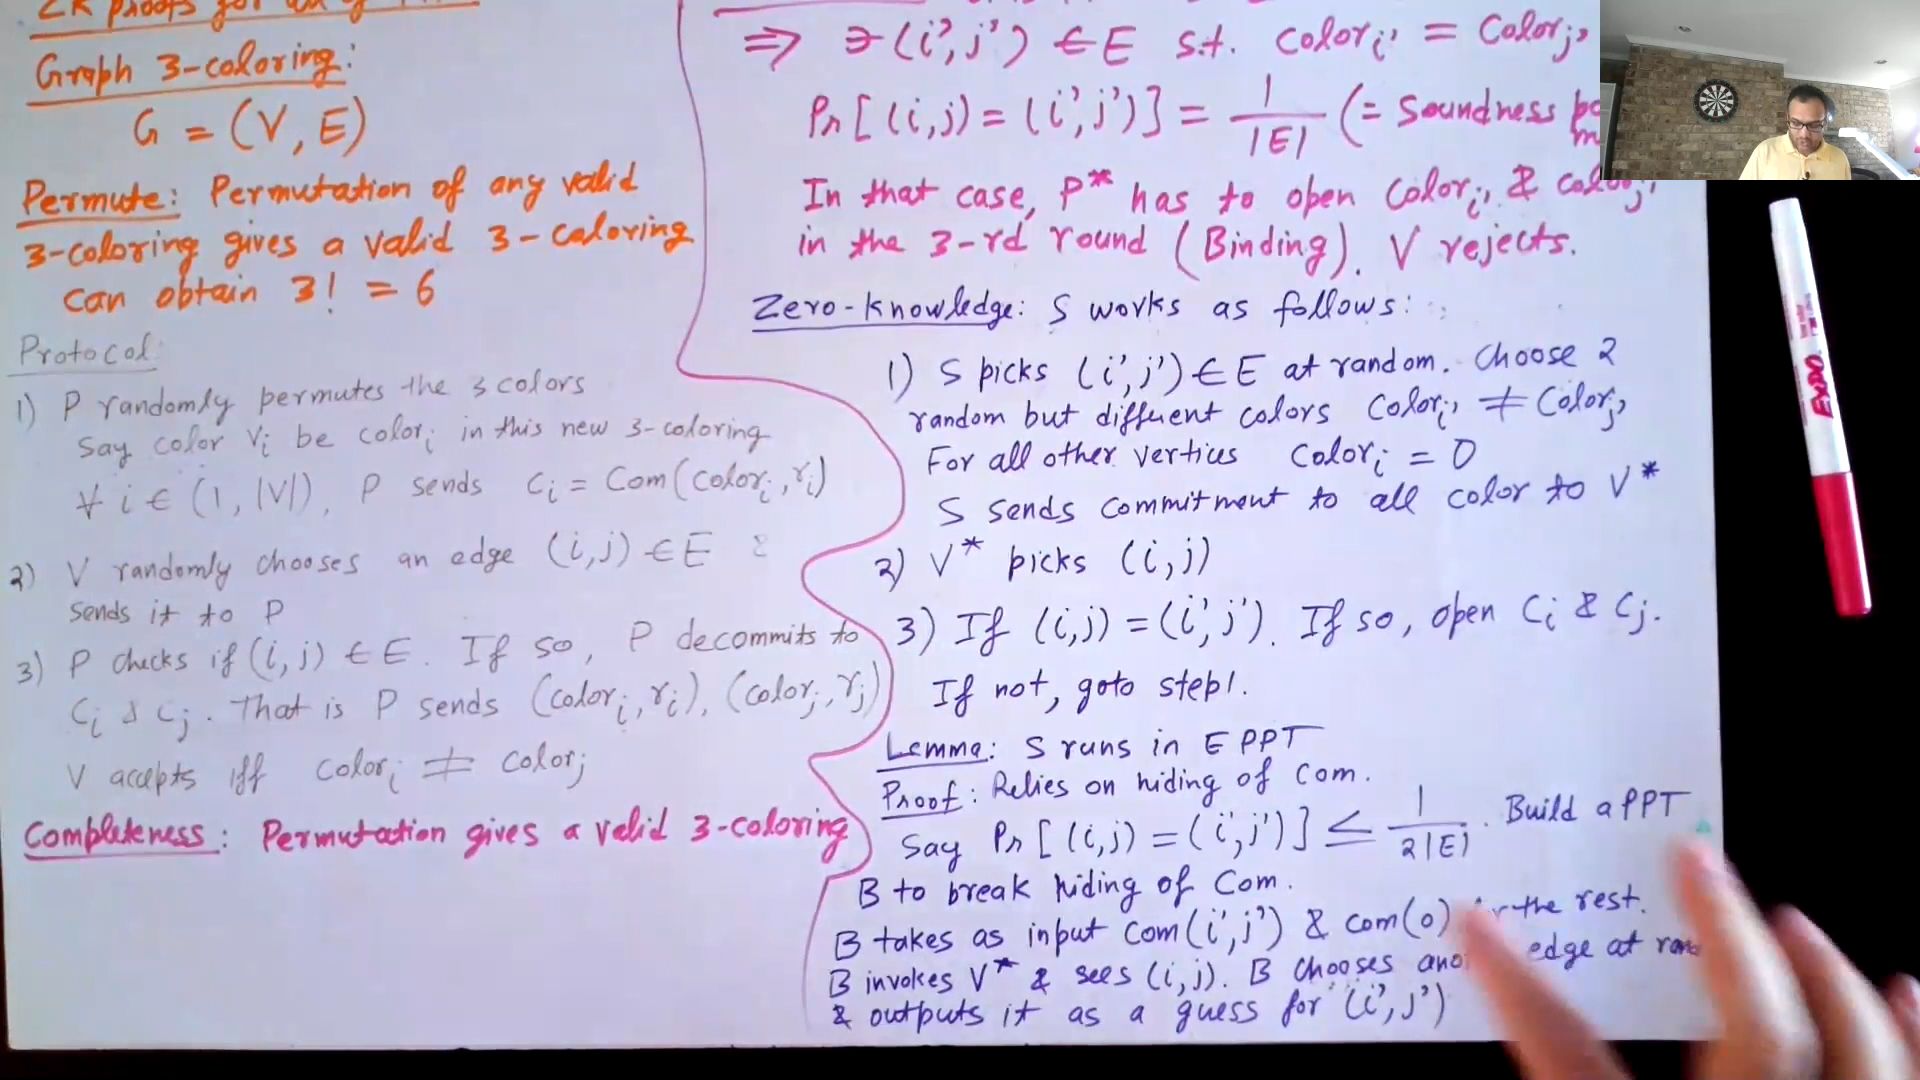 ZK proofs for
Graph 3-coloring:
G = (V, E)
Permute: Permutation of any valid
3-coloring gives a valid 3-coloring
can obtain 3! = 6
Protocol:
1) P randomly permutes the 3 colors
Say color Vi be colori in this new 3-coloring
∀ i ∈ (1, |V|), P sends Ci = Com(colori, ri)
2) V randomly chooses an edge (i,j) ∈ E &
sends it to P
3) P checks if (i,j) ∈ E. If so, P decommits to
Ci & Cj. That is P sends (colori, ri), (colorj, rj)
V accepts iff colori ≠ colorj
Completeness: Permutation gives a valid 3-coloring
⇒ ∃ (i', j') ∈ E s.t. colori' = Colorj'
Pr[(i,j) = (i',j')] = 1/|E| (= Soundness
In that case, P* has to open Colori' & colorj'
in the 3-rd round (Binding). V rejects.
Zero-knowledge: S works as follows:
1) S picks (i',j') ∈ E at random. Choose 2
random but different colors Colori' ≠ Colorj'
For all other vertices Colori = 0
S sends commitment to all color to V*
2) V* picks (i,j)
3) If (i,j) = (i',j'). If so, open Ci & Cj.
If not, goto step1.
Lemma: S runs in EPPT
Proof: Relies on hiding of Com.
Say Pr[(i,j) = (i',j')] ≤ 1/2|E|. Build a PPT
B to break hiding of Com.
B takes as input Com(i',j') & com(0) the rest.
B invokes V* & sees (i,j). B chooses edge at
& outputs it as a guess for (i',j')
EXPO